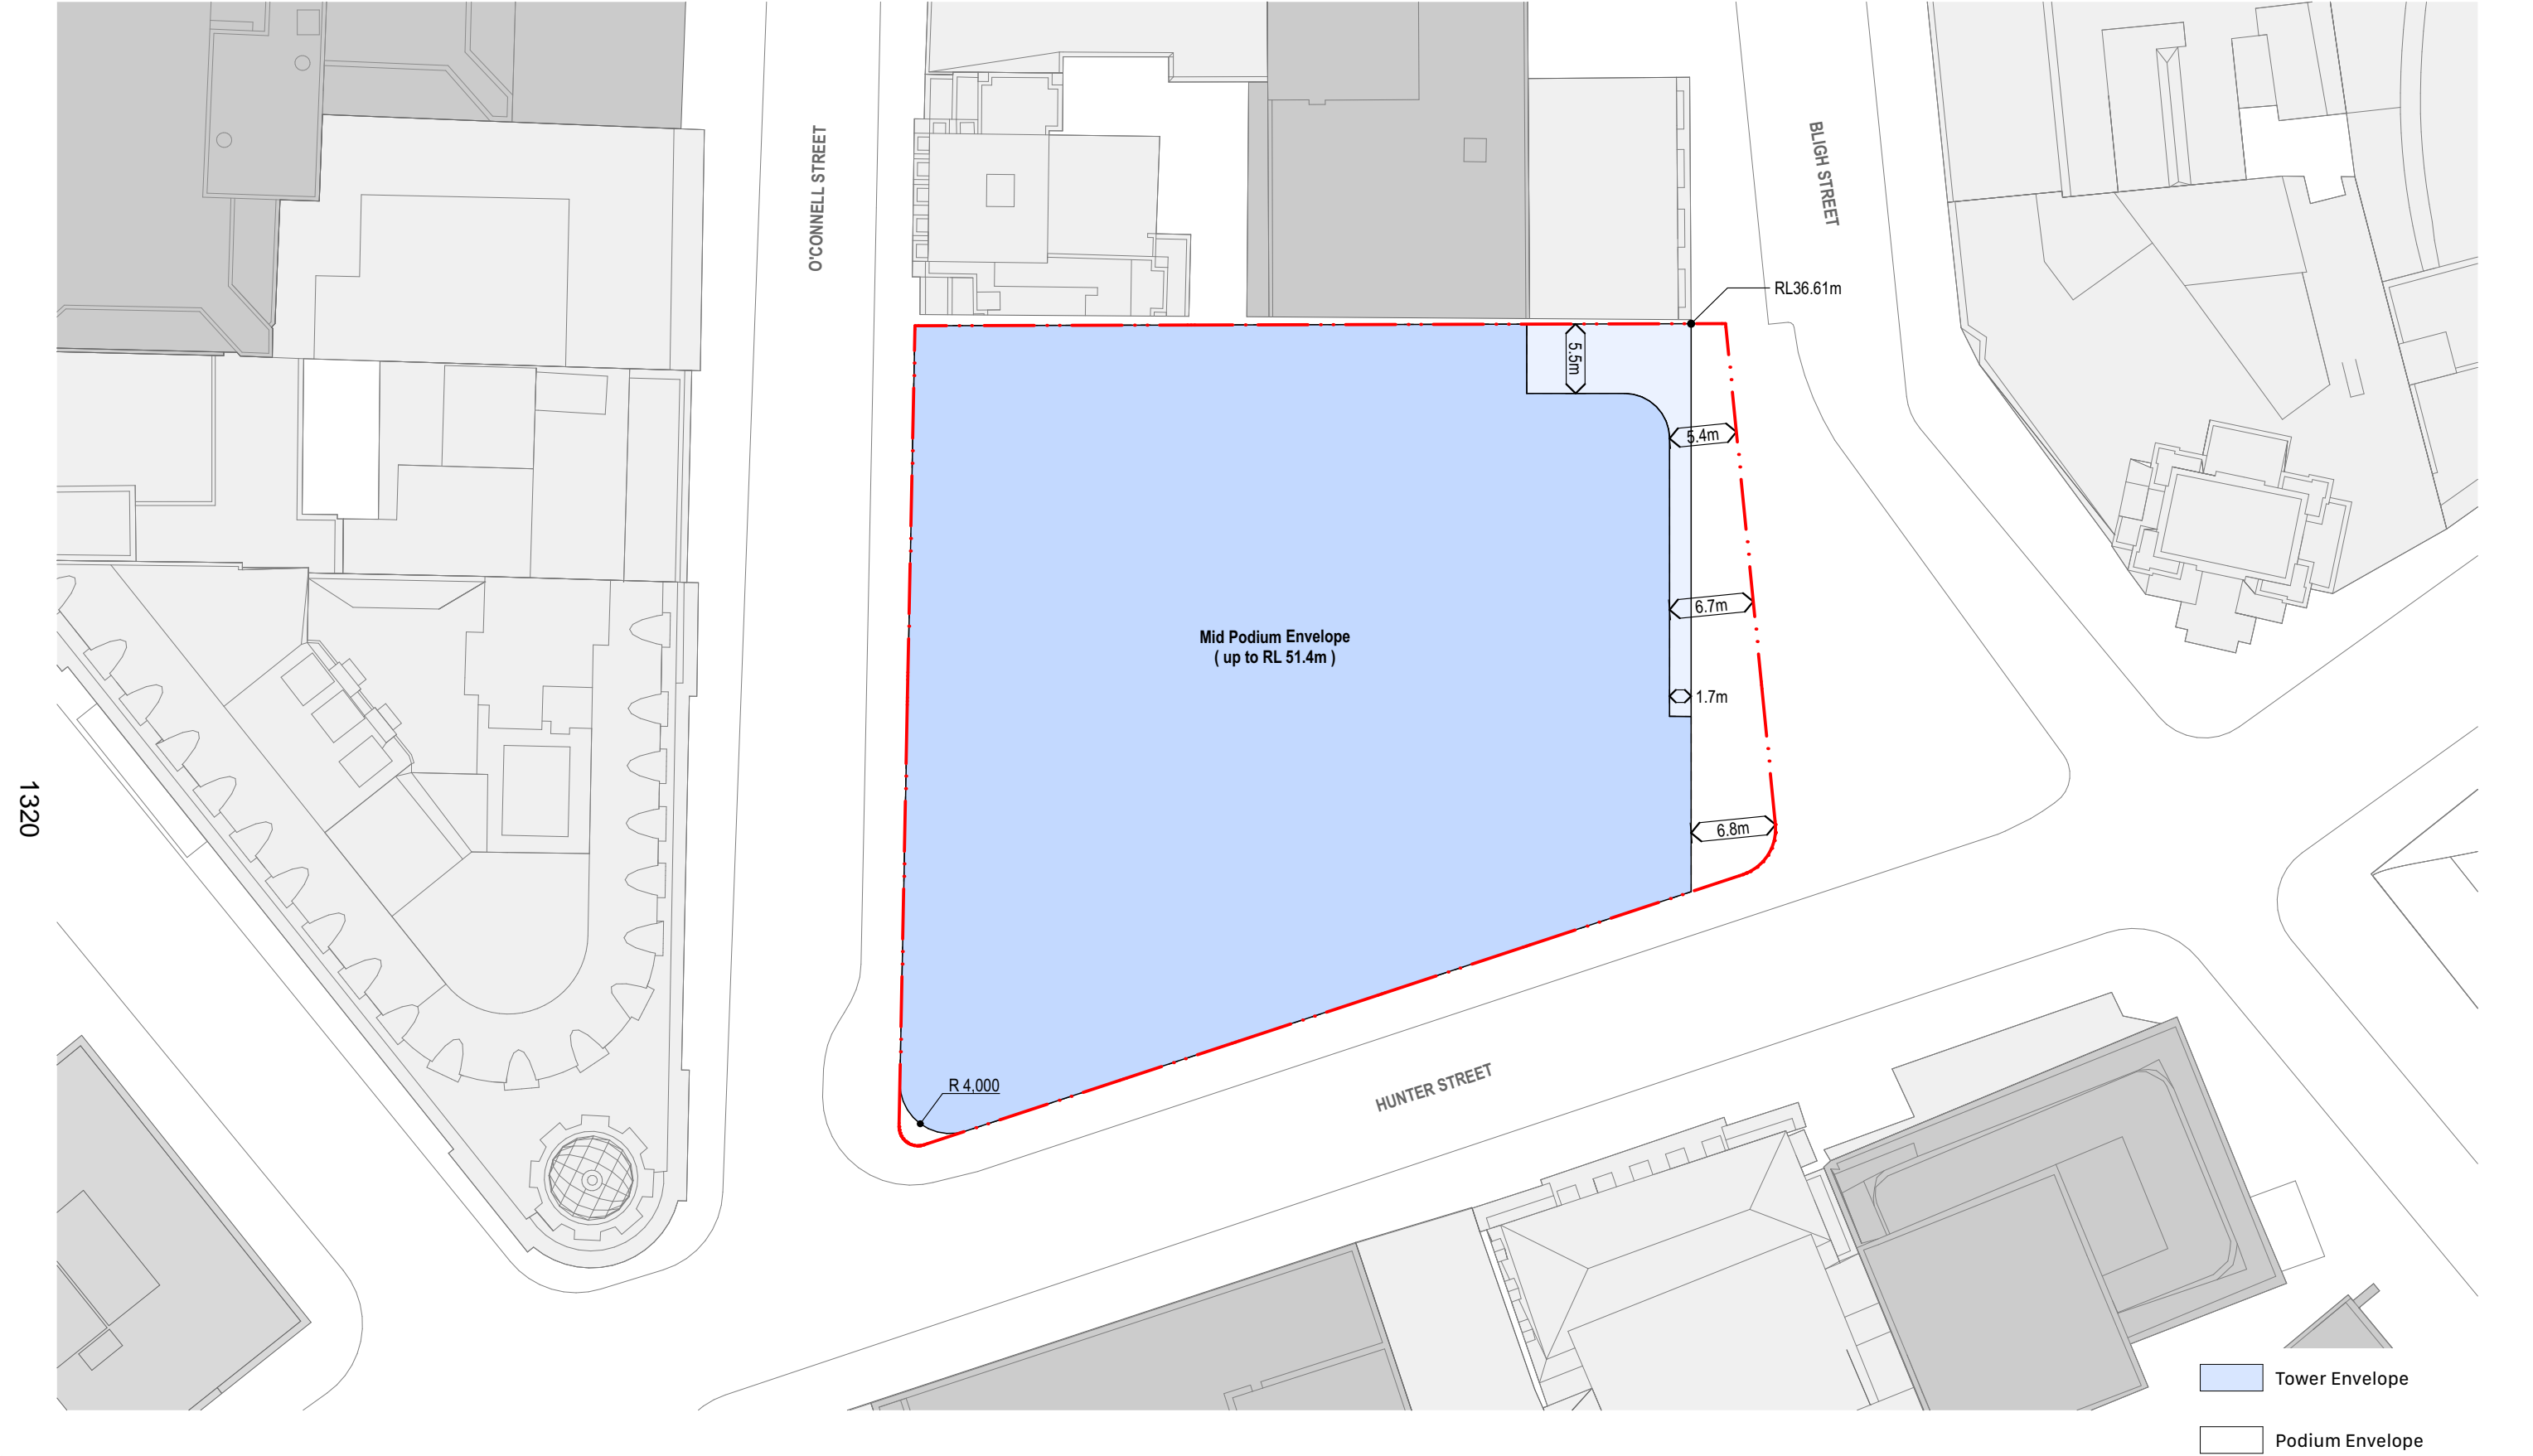 O'CONNELL STREET
BLIGH STREET
RL36.61m
5.5m
5.4m
6.7m
Mid Podium Envelope
( up to RL 51.4m )
1.7m
1320
6.8m
R 4,000
HUNTER STREET
Tower Envelope
Podium Envelope